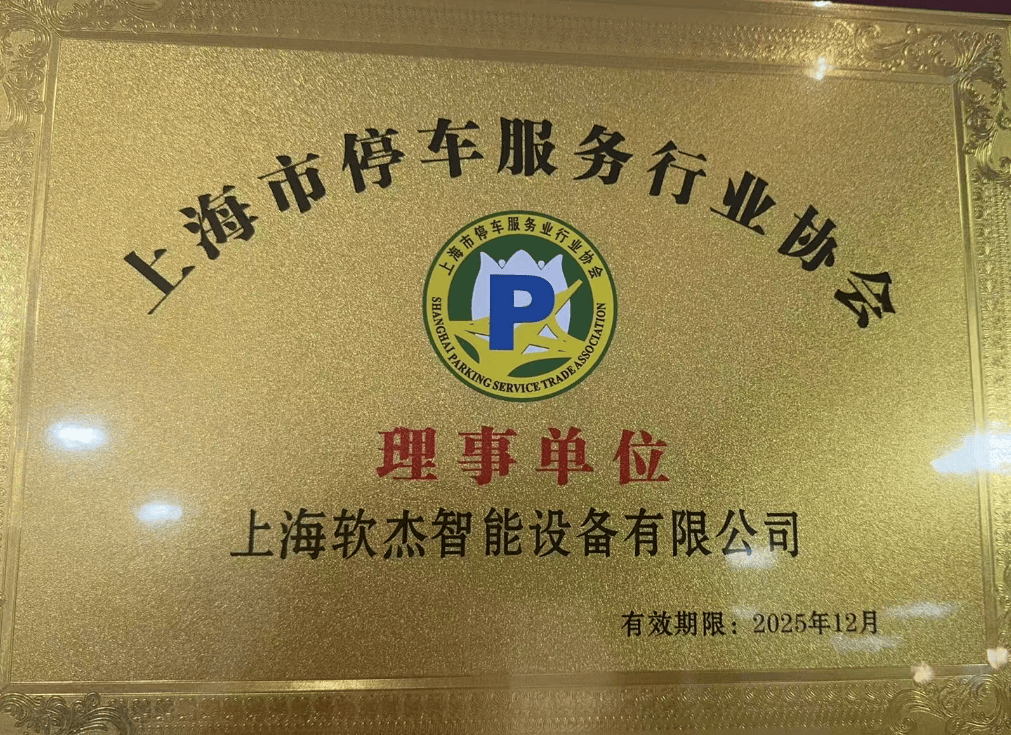 上海市停车服务行业协会
上海市停车服务业行业协会
P
SHANGHAI PARKING SERVICE TRADE ASSOCIATION
理事单位
上海软杰智能设备有限公司
有效期限：2025年12月